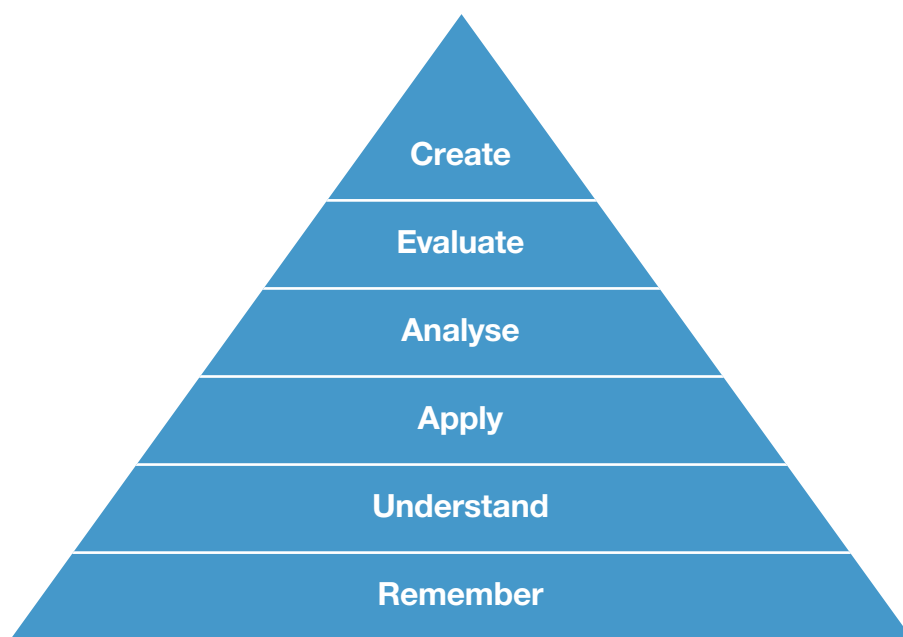 Create
Evaluate
Analyse
Apply
Understand
Remember